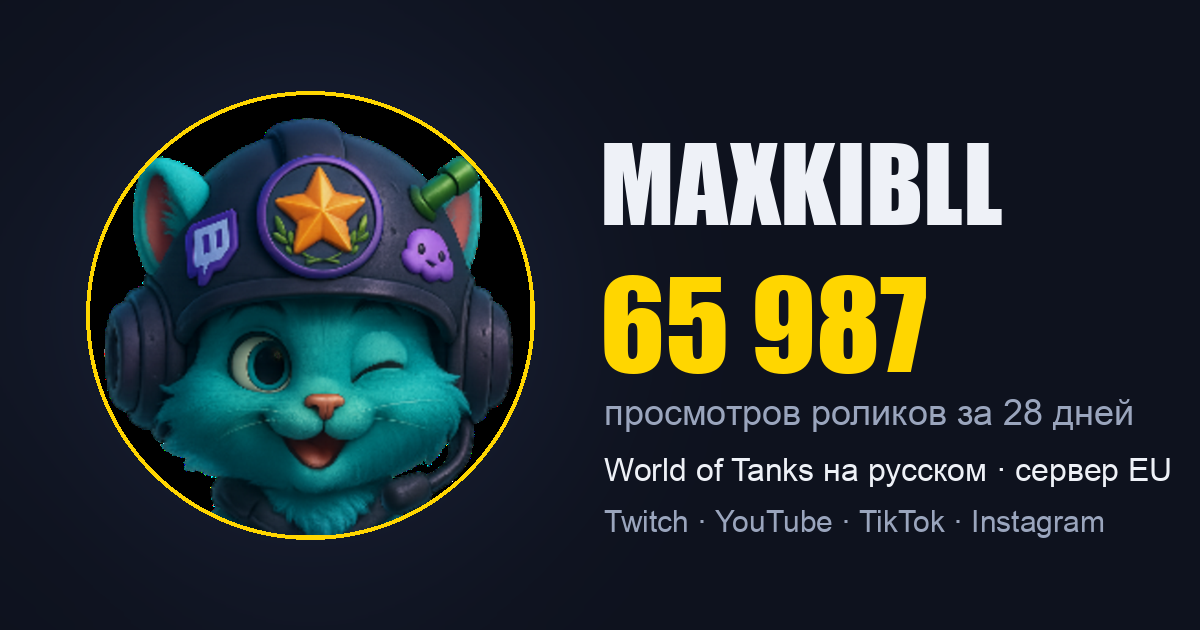 MAXKIBLL
65 987
просмотров роликов за 28 дней
World of Tanks на русском · сервер EU
Twitch · YouTube · TikTok · Instagram